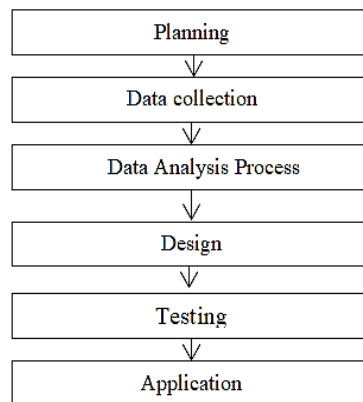 Planning
Data collection
Data Analysis Process
Design
Testing
Application